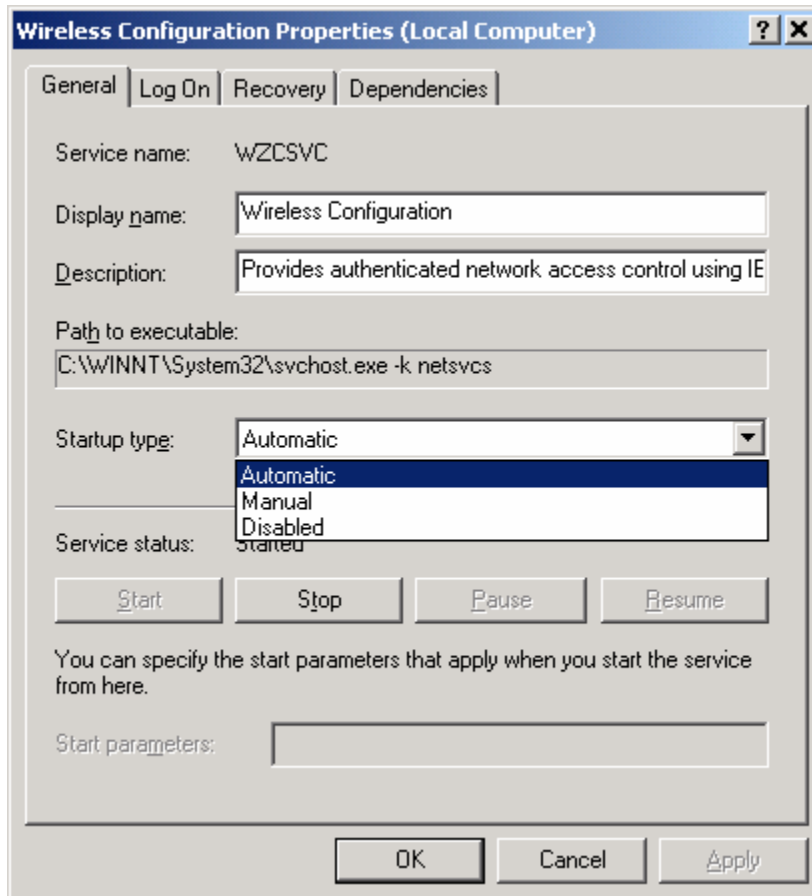 Wireless Configuration Properties (Local Computer)
General Log On Recovery Dependencies
Service name: WZCSVC
Display name: Wireless Configuration
Description: Provides authenticated network access control using IE
Path to executable:
C:\WINNT\System32\svchost.exe -k netsvcs
Startup type: Automatic
Automatic
Manual
Disabled
Service status: Started
Start Stop Pause Resume
You can specify the start parameters that apply when you start the service
from here.
Start parameters:
OK Cancel Apply